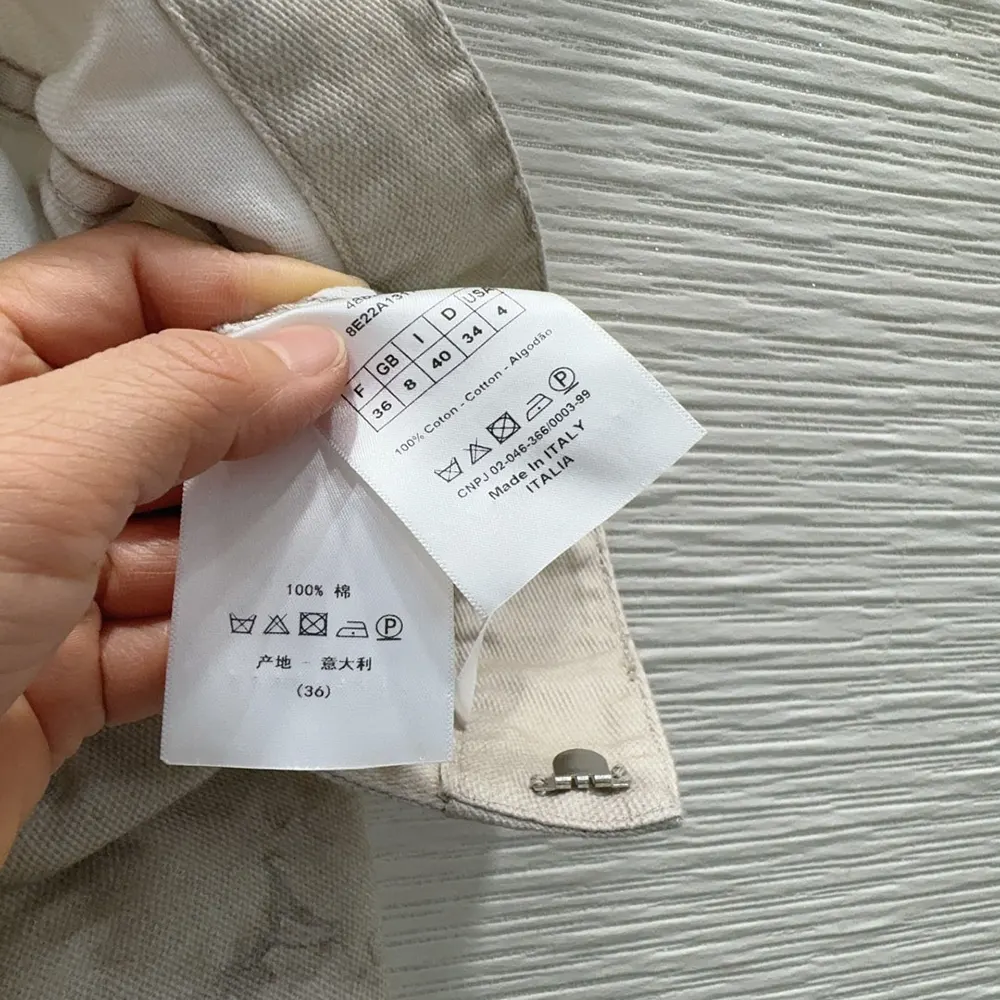 8E22A131
F GB I D USA
36 8 40 34 4
100% Coton - Cotton - Algodão
P
CNPJ 02-046-366/0003-99
Made In ITALY
ITALIA
100% 棉
P
产地 - 意大利
(36)